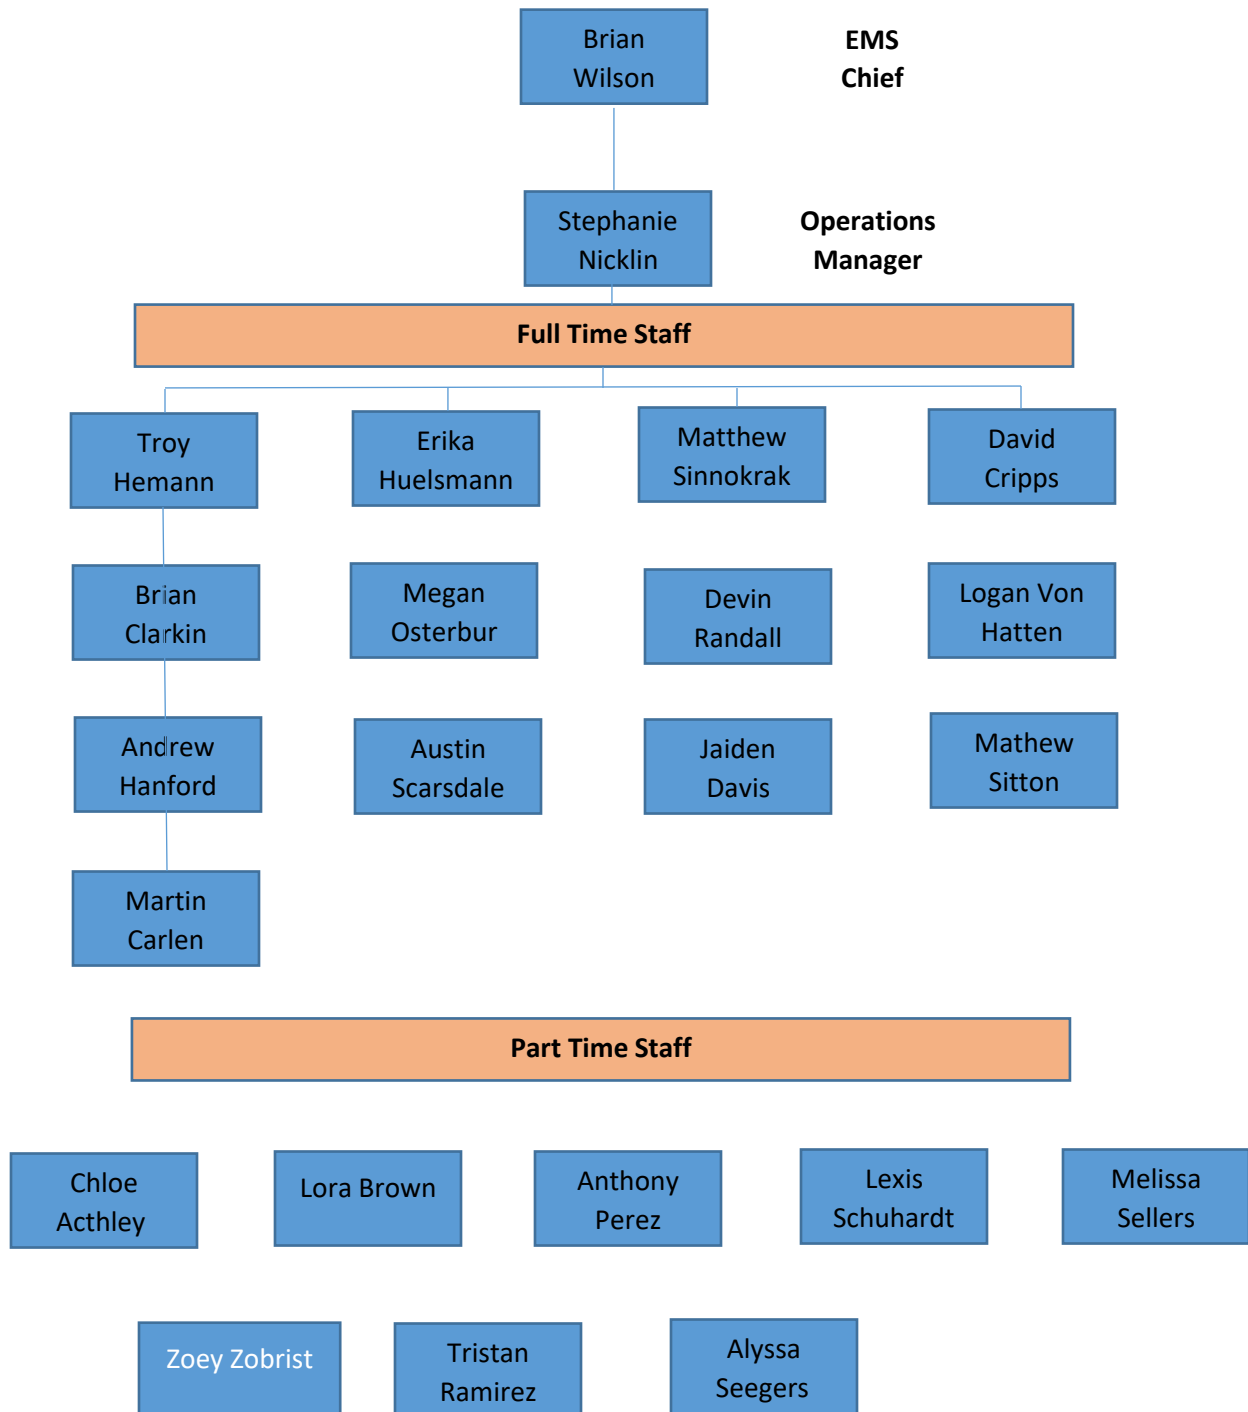 Brian
Wilson
EMS
Chief
Stephanie
Nicklin
Operations
Manager
Full Time Staff
Troy
Hemann
Erika
Huelsmann
Matthew
Sinnokrak
David
Cripps
Brian
Clarkin
Megan
Osterbur
Devin
Randall
Logan Von
Hatten
Andrew
Hanford
Austin
Scarsdale
Jaiden
Davis
Mathew
Sitton
Martin
Carlen
Part Time Staff
Chloe
Acthley
Lora Brown
Anthony
Perez
Lexis
Schuhardt
Melissa
Sellers
Zoey Zobrist
Tristan
Ramirez
Alyssa
Seegers